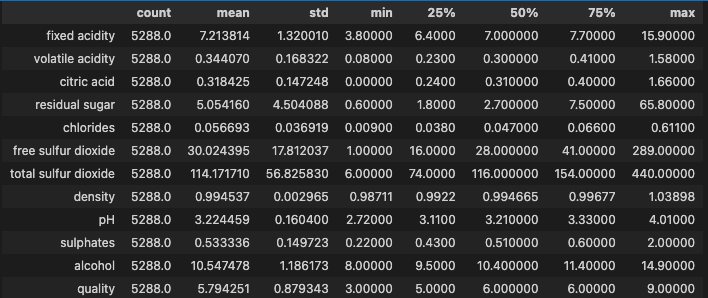 count mean std min 25% 50% 75% max
fixed acidity 5288.0 7.213814 1.320010 3.80000 6.4000 7.000000 7.70000 15.90000
volatile acidity 5288.0 0.344070 0.168322 0.08000 0.2300 0.300000 0.41000 1.58000
citric acid 5288.0 0.318425 0.147248 0.00000 0.2400 0.310000 0.40000 1.66000
residual sugar 5288.0 5.054160 4.504088 0.60000 1.8000 2.700000 7.50000 65.80000
chlorides 5288.0 0.056693 0.036919 0.00900 0.0380 0.047000 0.06600 0.61100
free sulfur dioxide 5288.0 30.024395 17.812037 1.00000 16.0000 28.000000 41.00000 289.00000
total sulfur dioxide 5288.0 114.171710 56.825830 6.00000 74.0000 116.000000 154.00000 440.00000
density 5288.0 0.994537 0.002965 0.98711 0.9922 0.994665 0.99677 1.03898
pH 5288.0 3.224459 0.160400 2.72000 3.1100 3.210000 3.33000 4.01000
sulphates 5288.0 0.533336 0.149723 0.22000 0.4300 0.510000 0.60000 2.00000
alcohol 5288.0 10.547478 1.186173 8.00000 9.5000 10.400000 11.40000 14.90000
quality 5288.0 5.794251 0.879343 3.00000 5.0000 6.000000 6.00000 9.00000